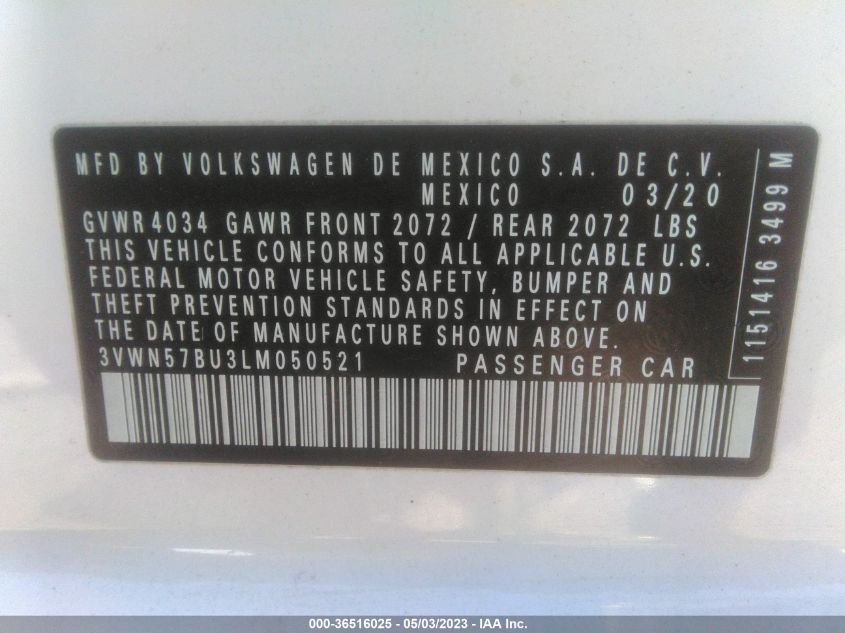 MFD BY VOLKSWAGEN DE MEXICO S.A. DE C.V.
MEXICO 03/20
GVWR 4034 GAWR FRONT 2072 / REAR 2072 LBS
THIS VEHICLE CONFORMS TO ALL APPLICABLE U.S.
FEDERAL MOTOR VEHICLE SAFETY, BUMPER AND
THEFT PREVENTION STANDARDS IN EFFECT ON
THE DATE OF MANUFACTURE SHOWN ABOVE.
3VWN57BU3LM050521 PASSENGER CAR
1151416 3499 M
000-36516025 - 05/03/2023 - IAA Inc.